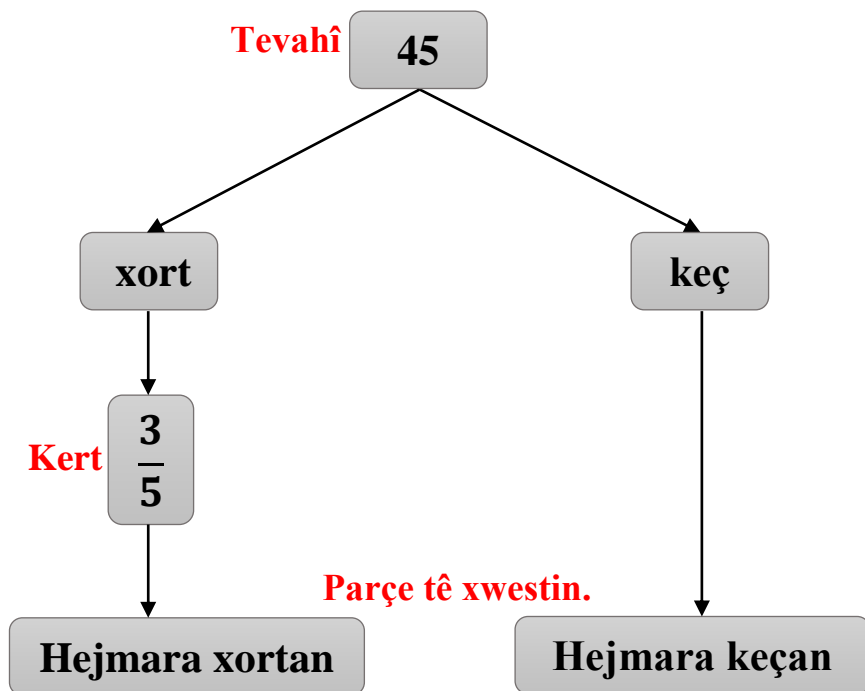 Tevahî 45
xort keç
Kert 3/5
Parçe tê xwestin.
Hejmara xortan Hejmara keçan